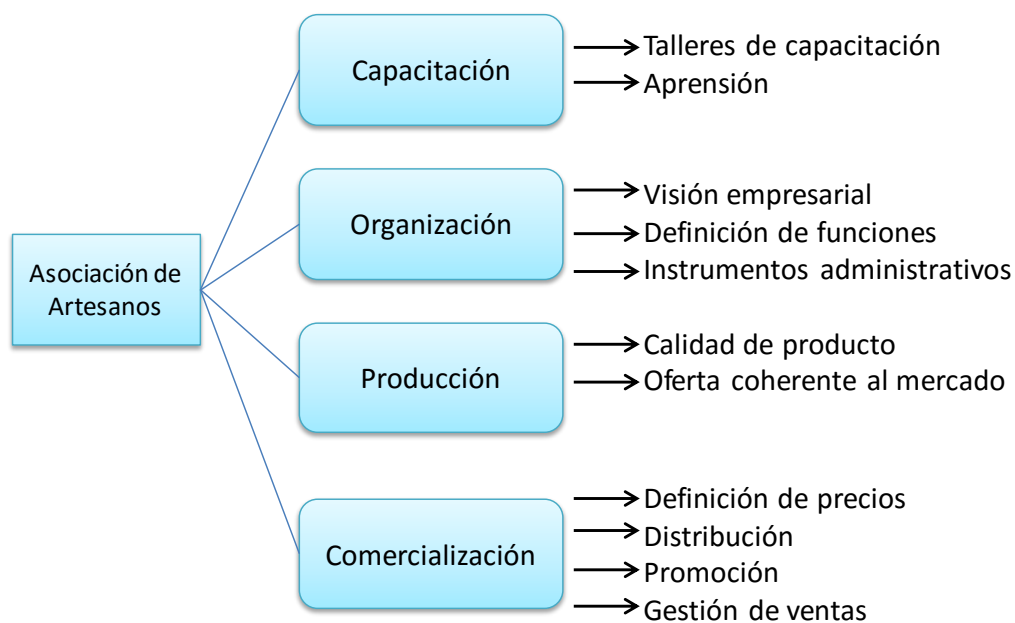 Asociación de
Artesanos
Capacitación
Talleres de capacitación
Aprensión
Organización
Visión empresarial
Definición de funciones
Instrumentos administrativos
Producción
Calidad de producto
Oferta coherente al mercado
Comercialización
Definición de precios
Distribución
Promoción
Gestión de ventas